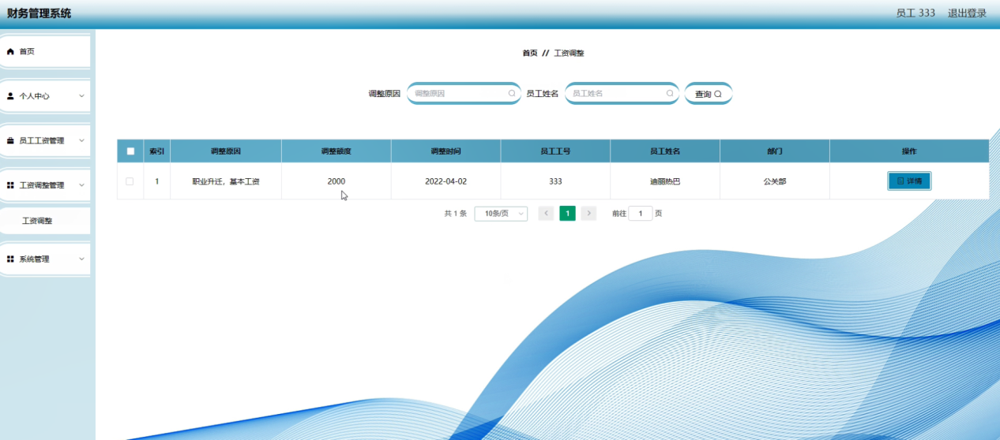 财务管理系统
员工 333 退出登录
首页
个人中心
员工工资管理
工资调整管理
工资调整
系统管理
首页 // 工资调整
调整原因 调整原因 员工姓名 员工姓名 查询
索引 调整原因 调整额度 调整时间 员工工号 员工姓名 部门 操作
1 职业升迁，基本工资 2000 2022-04-02 333 迪丽热巴 公关部 详情
共 1 条 10条/页 1 前往 1 页